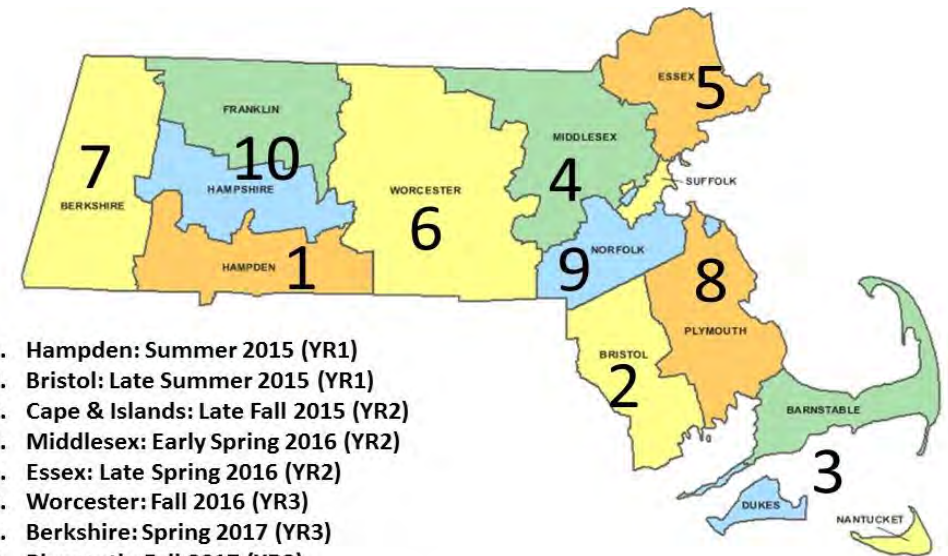 ESSEX 5
FRANKLIN
MIDDLESEX
10
7
4
HAMPSHIRE
SUFFOLK
WORCESTER
BERKSHIRE
6
NORFOLK
HAMPDEN 1
9
8
PLYMOUTH
BRISTOL
2
BARNSTABLE
3
DUKES
NANTUCKET
. Hampden: Summer 2015 (YR1)
. Bristol: Late Summer 2015 (YR1)
. Cape & Islands: Late Fall 2015 (YR2)
. Middlesex: Early Spring 2016 (YR2)
. Essex: Late Spring 2016 (YR2)
. Worcester: Fall 2016 (YR3)
. Berkshire: Spring 2017 (YR3)